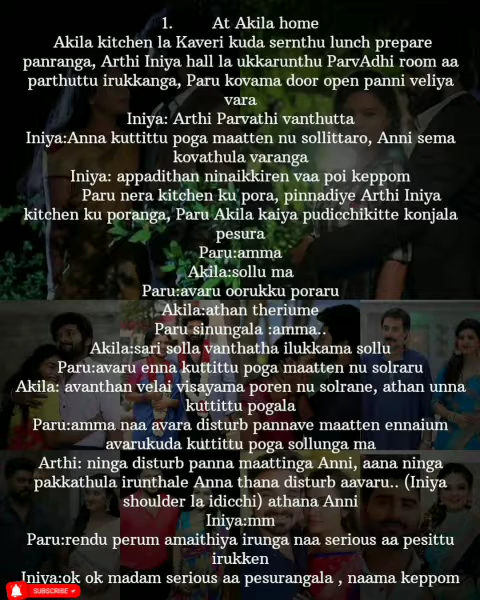 1. At Akila home
Akila kitchen la Kaveri kuda sernthu lunch prepare
panranga, Arthi Iniya hall la ukkarunthu ParvAdhi room aa
parthuttu irukkanga, Paru kovama door open panni veliya
vara
Iniya: Arthi Parvathi vanthutta
Iniya:Anna kuttittu poga maatten nu sollittaro, Anni sema
kovathula varanga
Iniya: appadithan ninaikkiren vaa poi keppom
Paru nera kitchen ku pora, pinnadiye Arthi Iniya
kitchen ku poranga, Paru Akila kaiya pudicchikitte konjala
pesura
Paru:amma
Akila:sollu ma
Paru:avaru oorukku poraru
Akila:athan theriume
Paru sinungala :amma..
Akila:sari solla vanthatha ilukkama sollu
Paru:avaru enna kuttittu poga maatten nu solraru
Akila: avanthan velai visayama poren nu solrane, athan unna
kuttittu pogala
Paru:amma naa avara disturb pannave maatten ennaium
avarukuda kuttittu poga sollunga ma
Arthi: ninga disturb panna maattinga Anni, aana ninga
pakkathula irunthale Anna thana disturb aavaru.. (Iniya
shoulder la idicchi) athana Anni
Iniya:mm
Paru:rendu perum amaithiya irunga naa serious aa pesittu
irukken
Iniya:ok ok madam serious aa pesurangala , naama keppom
SUBSCRIBE